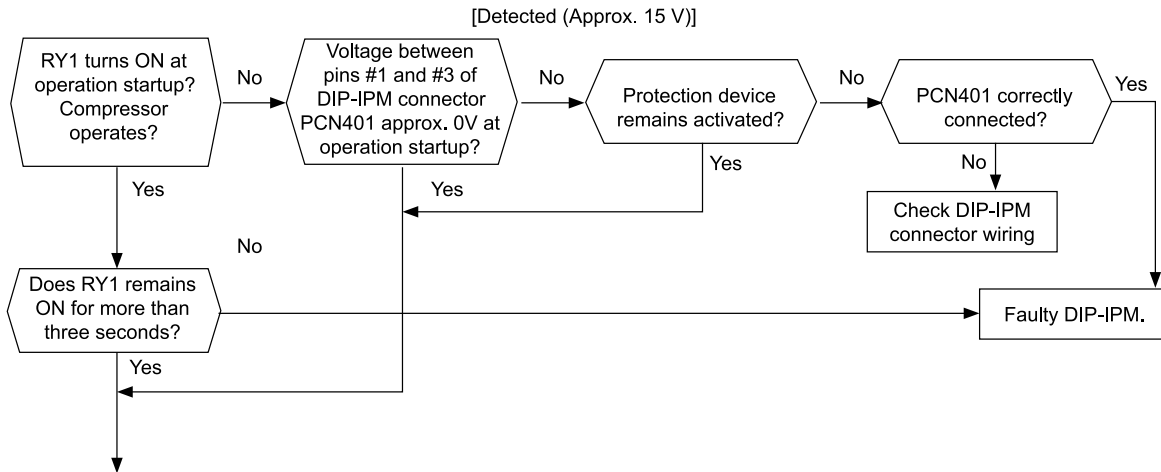 [Detected (Approx. 15 V)]
RY1 turns ON at
operation startup?
Compressor
operates?
No
Voltage between
pins #1 and #3 of
DIP-IPM connector
PCN401 approx. 0V at
operation startup?
No
Protection device
remains activated?
No
PCN401 correctly
connected?
Yes
Yes
Yes
Yes
No
Check DIP-IPM
connector wiring
No
Does RY1 remains
ON for more than
three seconds?
Faulty DIP-IPM.
Yes